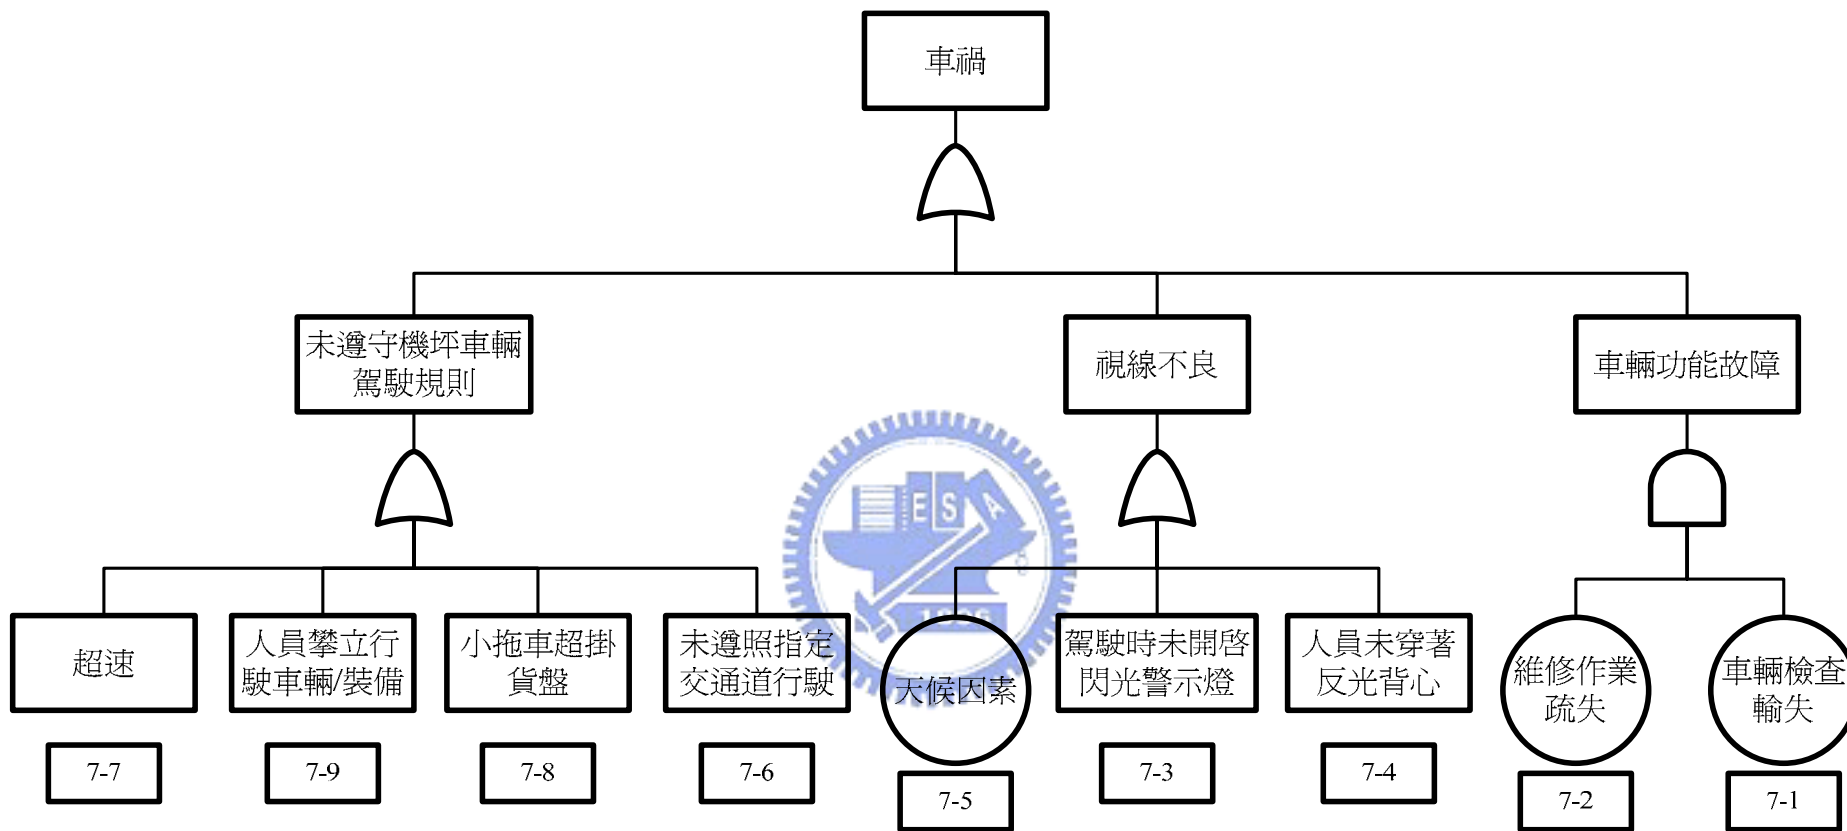 車禍
未遵守機坪車輛
駕駛規則
視線不良
車輛功能故障
超速
人員攀立行
駛車輛/裝備
小拖車超掛
貨盤
未遵照指定
交通道行駛
天候因素
駕駛時未開啓
閃光警示燈
人員未穿著
反光背心
維修作業
疏失
車輛檢查
輸失
7-7
7-9
7-8
7-6
7-5
7-3
7-4
7-2
7-1
E S A
1896